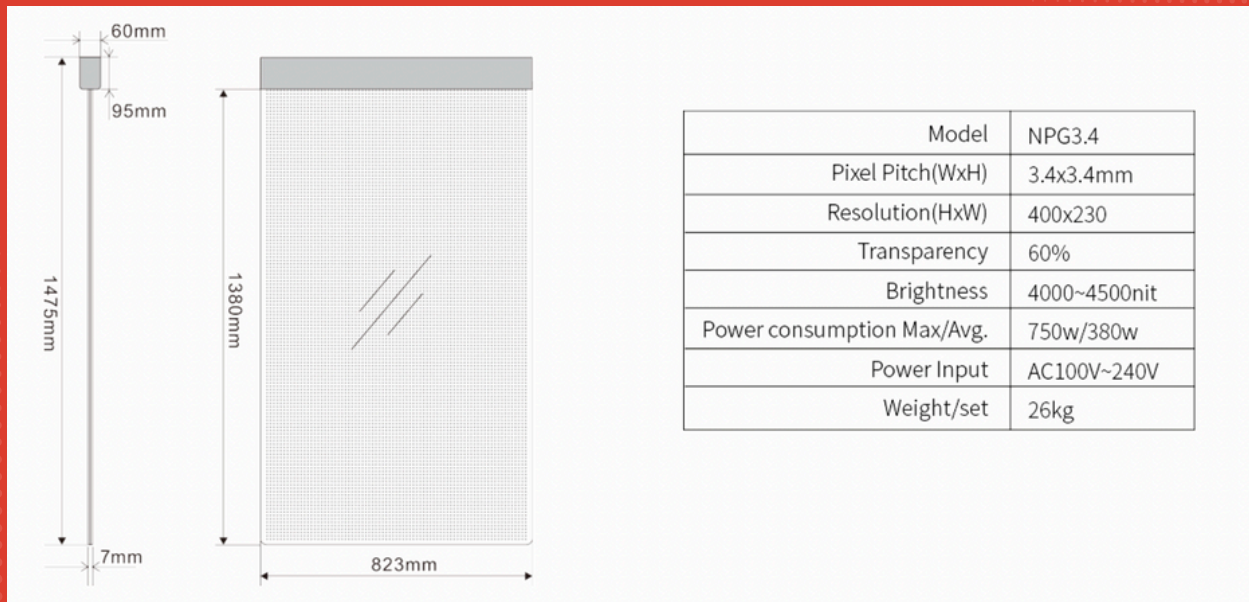 60mm
95mm
1475mm
1380mm
7mm
823mm
Model NPG3.4
Pixel Pitch(WxH) 3.4x3.4mm
Resolution(HxW) 400x230
Transparency 60%
Brightness 4000~4500nit
Power consumption Max/Avg. 750w/380w
Power Input AC100V~240V
Weight/set 26kg